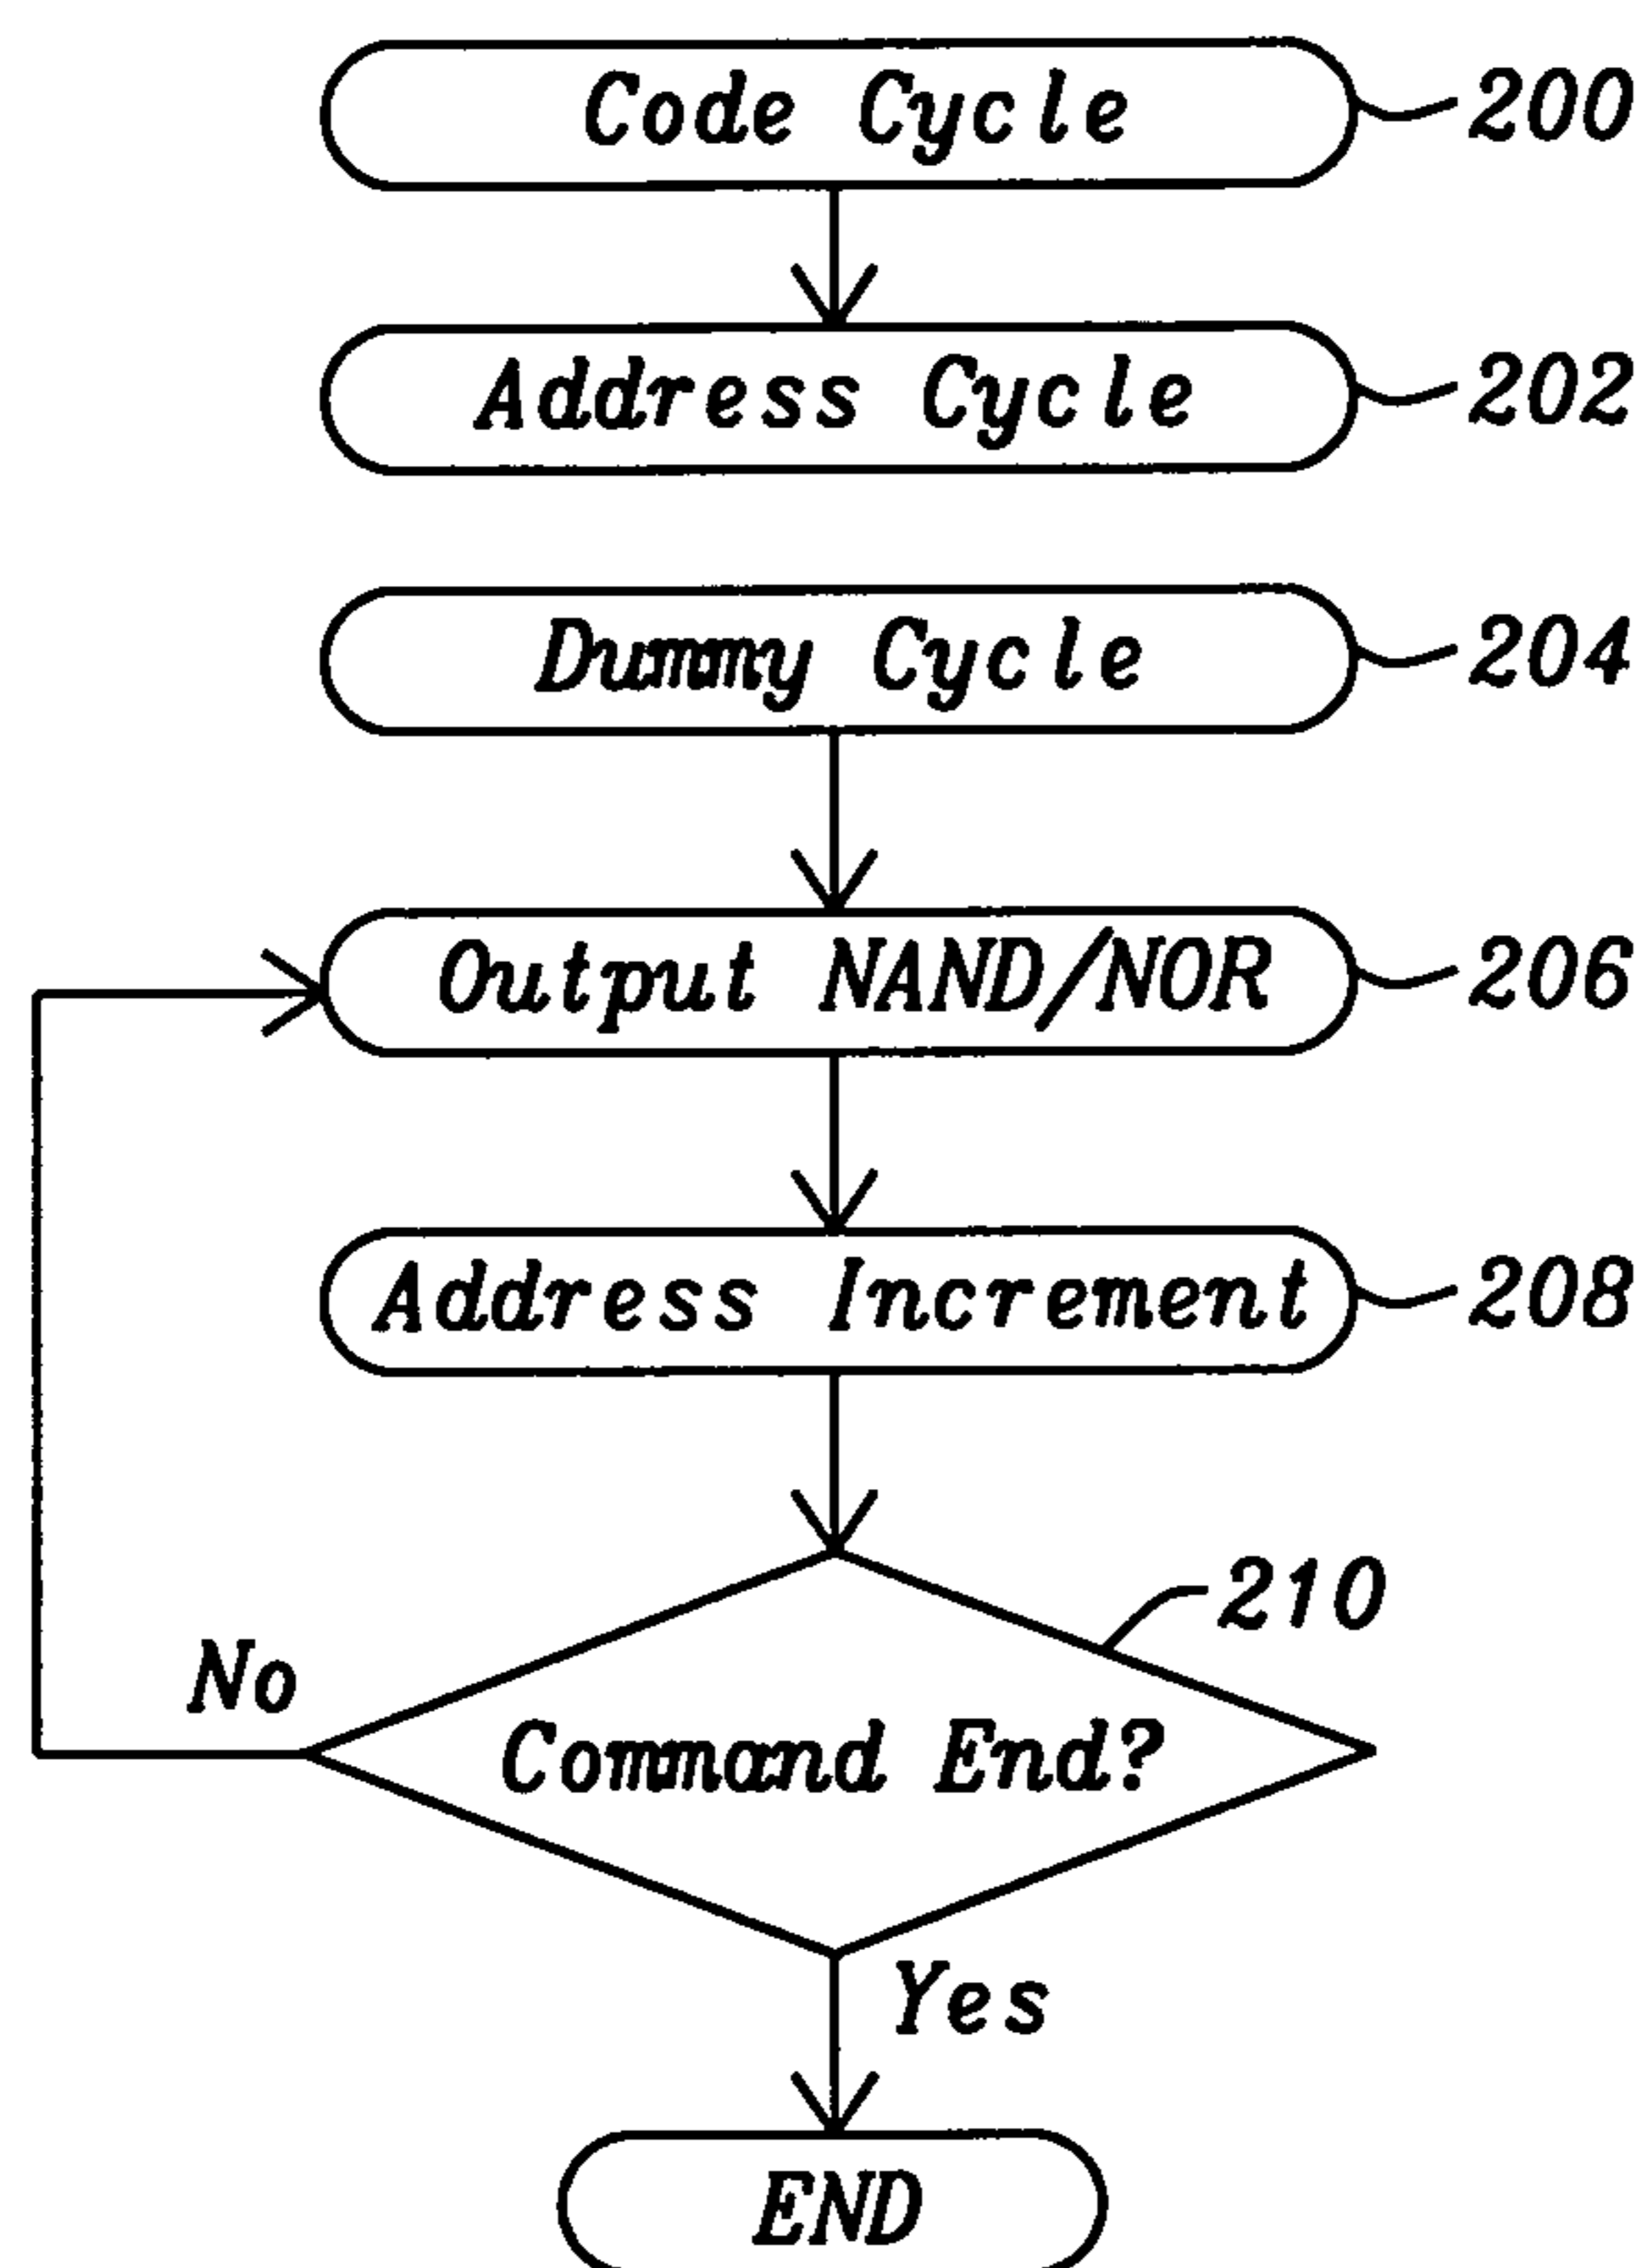 Code Cycle 200
Address Cycle 202
Dummy Cycle 204
Output NAND/NOR 206
Address Increment 208
210
No
Command End?
Yes
END